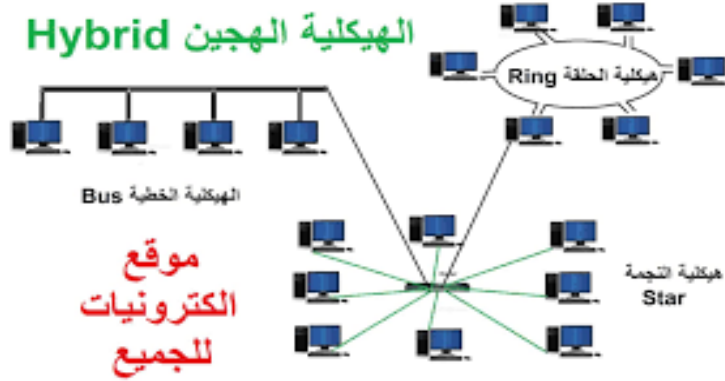 الهيكلية الهجين Hybrid
هيكلية الحلقة Ring
الهيكلية الخطية Bus
هيكلية النجمة
Star
موقع
الكترونيات
للجميع